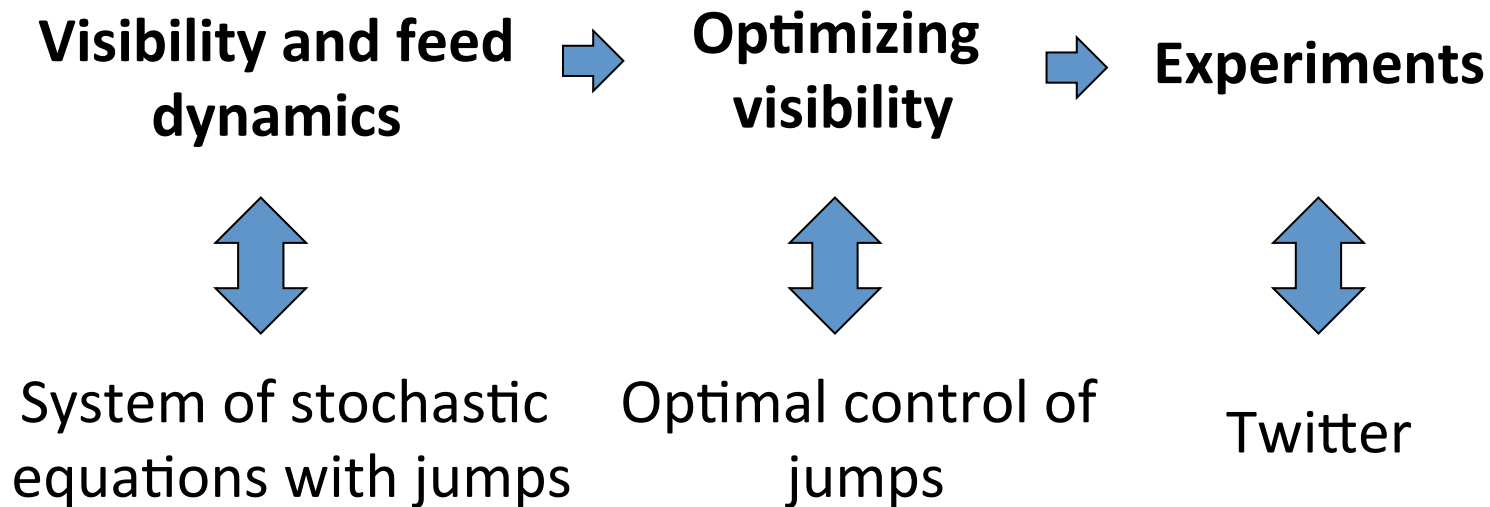 Visibility and feed
dynamics
Optimizing
visibility
Experiments
System of stochastic
equations with jumps
Optimal control of
jumps
Twitter